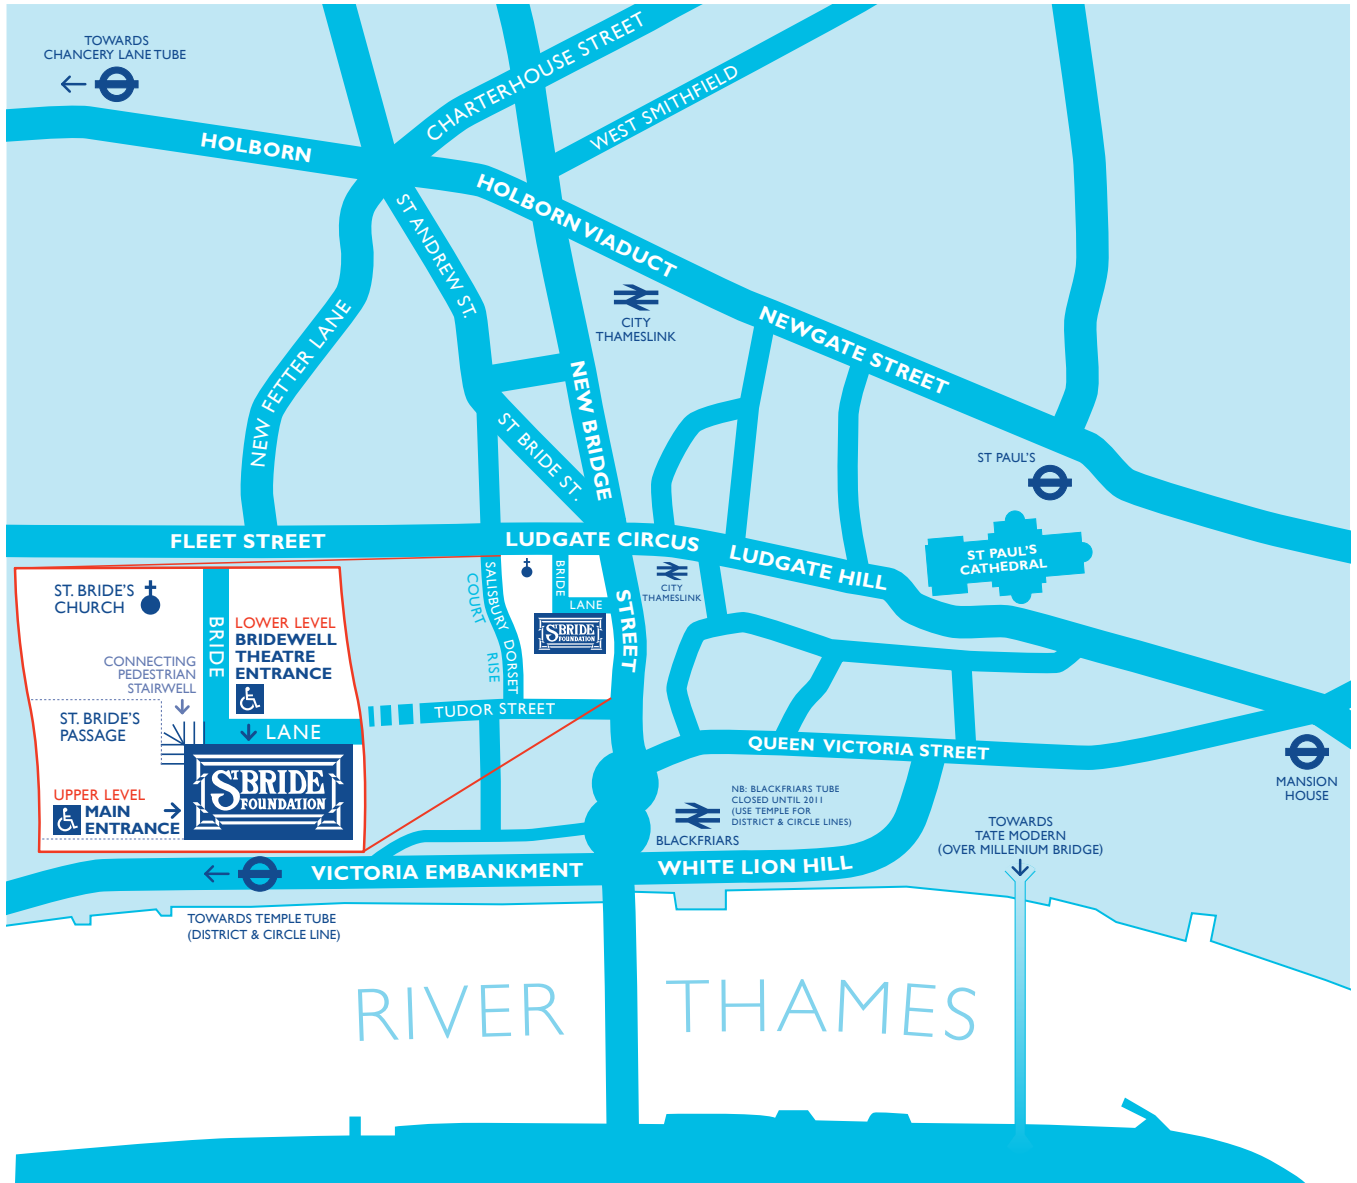 TOWARDS
CHANCERY LANE TUBE
HOLBORN
CHARTERHOUSE STREET
WEST SMITHFIELD
HOLBORN VIADUCT
ST ANDREW ST.
NEW FETTER LANE
CITY
THAMESLINK
NEWGATE STREET
NEW BRIDGE
STREET
ST BRIDE ST.
ST PAUL'S
FLEET STREET
LUDGATE CIRCUS
LUDGATE HILL
ST PAUL'S
CATHEDRAL
SALISBURY
COURT
BRIDE
LANE
CITY
THAMESLINK
ST BRIDE
FOUNDATION
DORSET
RISE
TUDOR STREET
ST. BRIDE'S
CHURCH
BRIDE
LOWER LEVEL
BRIDEWELL
THEATRE
ENTRANCE
CONNECTING
PEDESTRIAN
STAIRWELL
ST. BRIDE'S
PASSAGE
LANE
ST BRIDE
FOUNDATION
UPPER LEVEL
MAIN
ENTRANCE
QUEEN VICTORIA STREET
MANSION
HOUSE
NB: BLACKFRIARS TUBE
CLOSED UNTIL 2011
(USE TEMPLE FOR
DISTRICT & CIRCLE LINES)
BLACKFRIARS
TOWARDS
TATE MODERN
(OVER MILLENIUM BRIDGE)
VICTORIA EMBANKMENT
WHITE LION HILL
TOWARDS TEMPLE TUBE
(DISTRICT & CIRCLE LINE)
RIVER THAMES